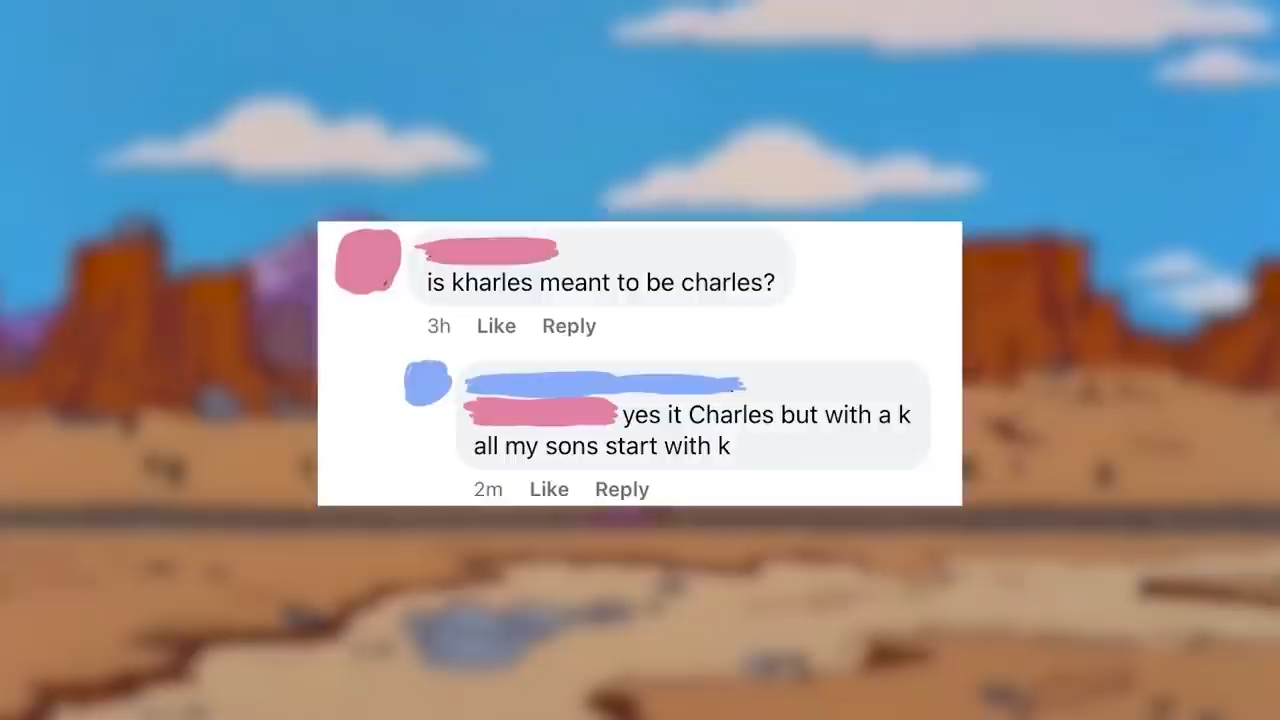 is kharles meant to be charles?
3h Like Reply
yes it Charles but with a k
all my sons start with k
2m Like Reply